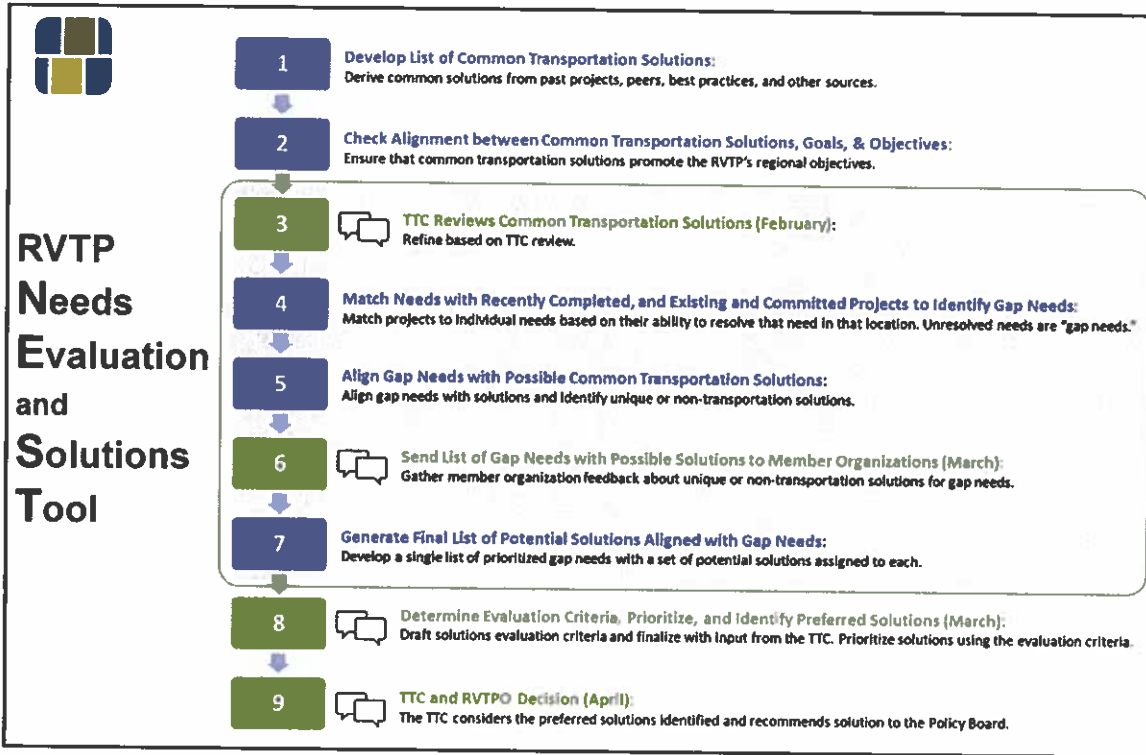 RVTP
Needs
Evaluation
and
Solutions
Tool
1
Develop List of Common Transportation Solutions:
Derive common solutions from past projects, peers, best practices, and other sources.
2
Check Alignment between Common Transportation Solutions, Goals, & Objectives:
Ensure that common transportation solutions promote the RVTP's regional objectives.
3
TTC Reviews Common Transportation Solutions (February):
Refine based on TTC review.
4
Match Needs with Recently Completed, and Existing and Committed Projects to Identify Gap Needs:
Match projects to individual needs based on their ability to resolve that need in that location. Unresolved needs are "gap needs."
5
Align Gap Needs with Possible Common Transportation Solutions:
Align gap needs with solutions and identify unique or non-transportation solutions.
6
Send List of Gap Needs with Possible Solutions to Member Organizations (March):
Gather member organization feedback about unique or non-transportation solutions for gap needs.
7
Generate Final List of Potential Solutions Aligned with Gap Needs:
Develop a single list of prioritized gap needs with a set of potential solutions assigned to each.
8
Determine Evaluation Criteria, Prioritize, and Identify Preferred Solutions (March):
Draft solutions evaluation criteria and finalize with input from the TTC. Prioritize solutions using the evaluation criteria.
9
TTC and RVTPO Decision (April):
The TTC considers the preferred solutions identified and recommends solution to the Policy Board.